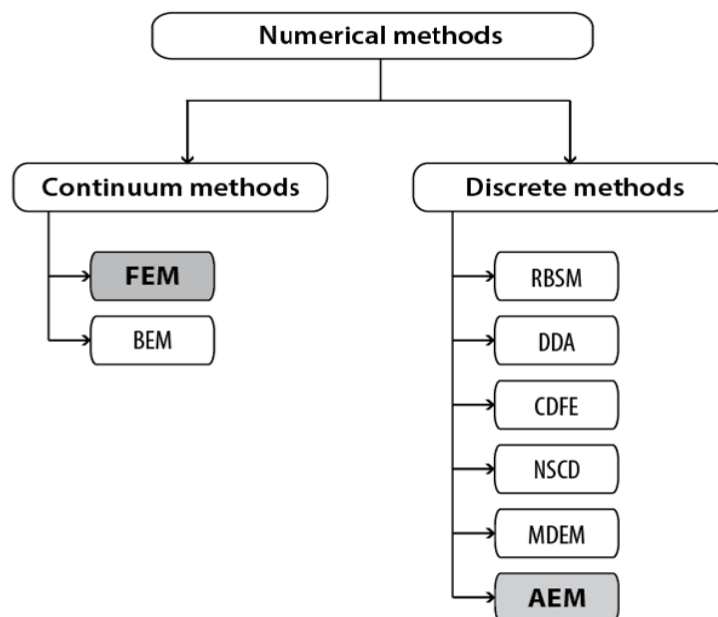 Numerical methods
Continuum methods
FEM
BEM
Discrete methods
RBSM
DDA
CDFE
NSCD
MDEM
AEM